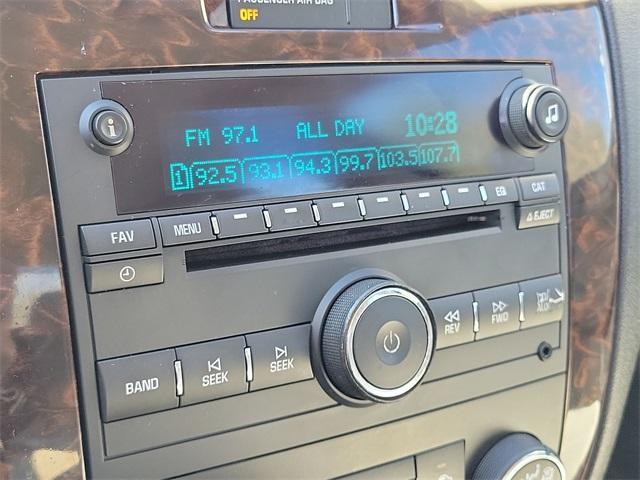 PASSENGER AIR BAG
OFF
FM 97.1 ALL DAY 10:28
1 92.5 93.1 94.3 99.7 103.5 107.7
FAV MENU EQ CAT
EJECT
REV FWD
BAND SEEK SEEK